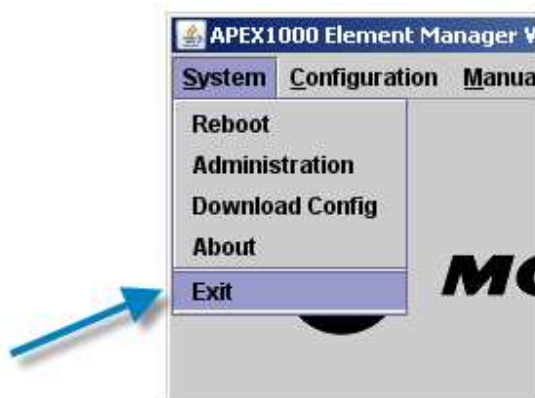 APEX1000 Element Manager
System Configuration
Reboot
Administration
Download Config
About
Exit